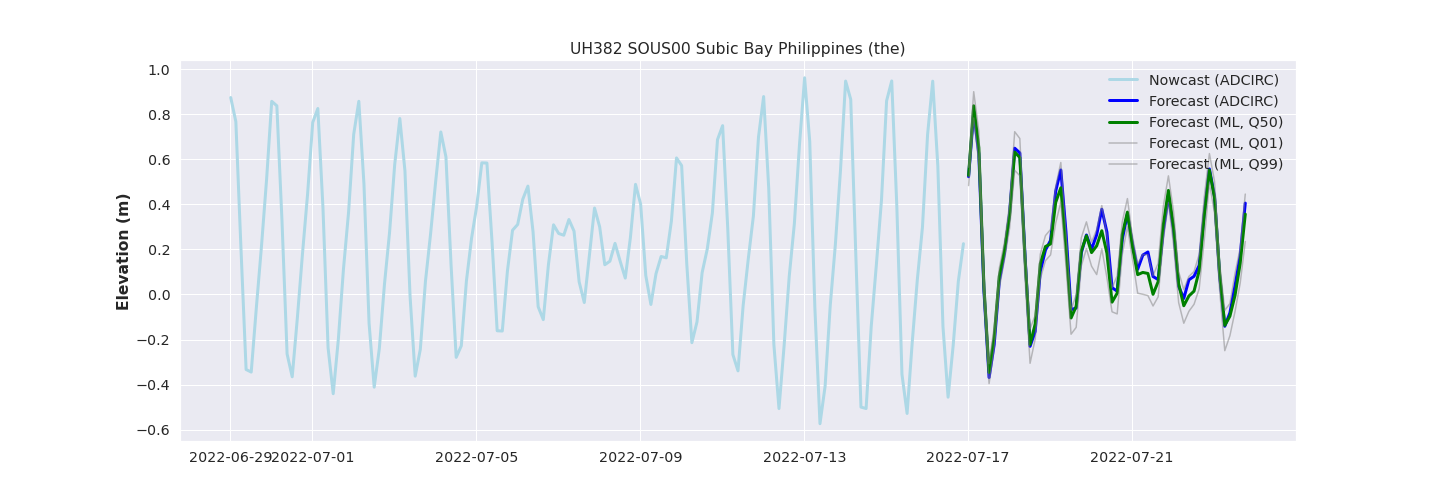 UH382 SOUS00 Subic Bay Philippines (the)
Elevation (m)
1.0
0.8
0.6
0.4
0.2
0.0
−0.2
−0.4
−0.6
Nowcast (ADCIRC)
Forecast (ADCIRC)
Forecast (ML, Q50)
Forecast (ML, Q01)
Forecast (ML, Q99)
2022-06-29 2022-07-01 2022-07-05 2022-07-09 2022-07-13 2022-07-17 2022-07-21